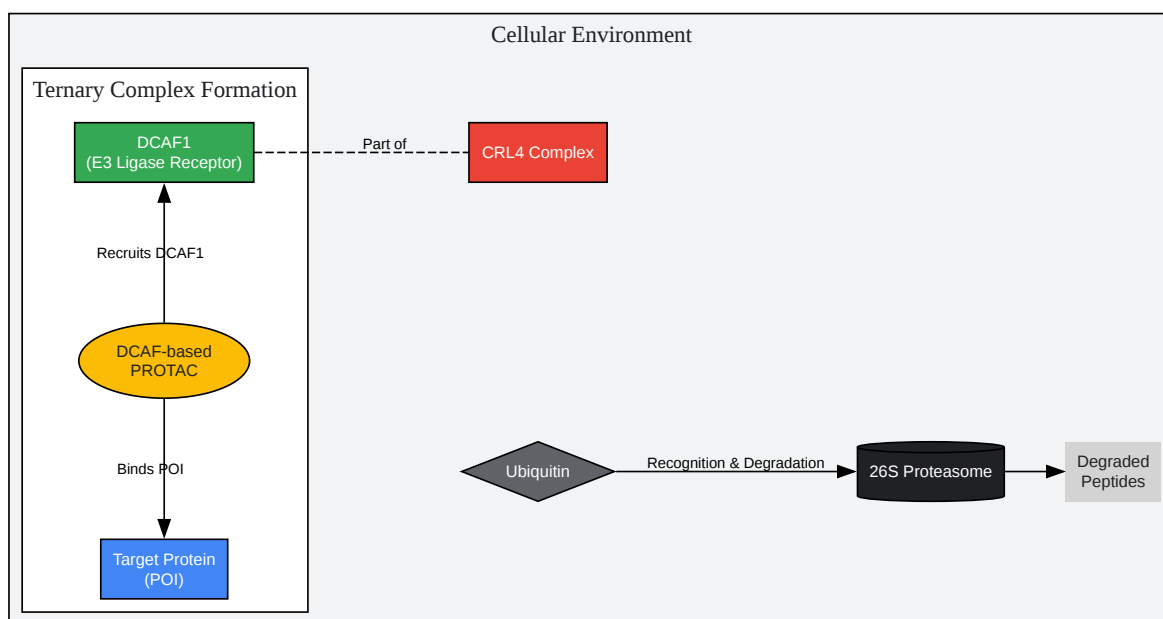 Cellular Environment
Ternary Complex Formation
DCAF1
(E3 Ligase Receptor)
Part of
CRL4 Complex
Recruits DCAF1
DCAF-based
PROTAC
Binds POI
Ubiquitin
Recognition & Degradation
26S Proteasome
Degraded
Peptides
Target Protein
(POI)